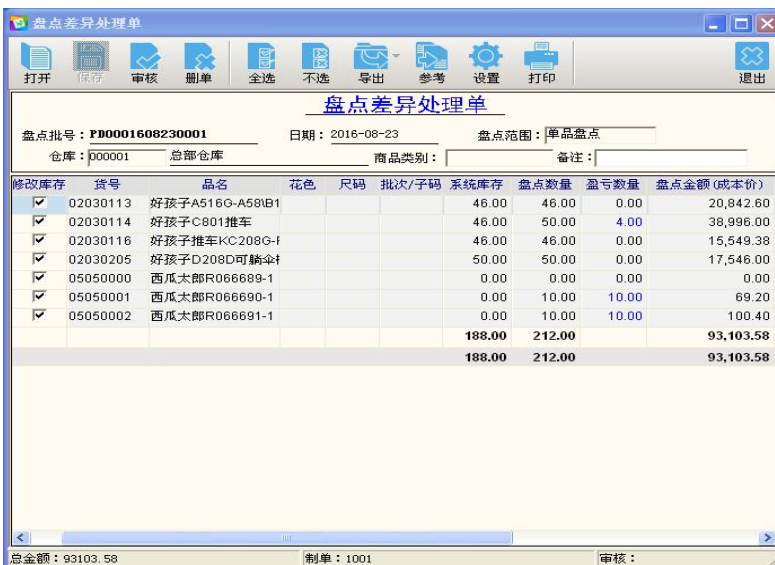 盘点差异处理单
打开 保存 审核 删单 全选 不选 导出 参考 设置 打印 退出
盘点差异处理单
盘点批号：PD0001608230001 日期：2016-08-23 盘点范围：单品盘点
仓库：000001 总部仓库 商品类别： 备注：
修改库存 货号 品名 花色 尺码 批次/子码 系统库存 盘点数量 盈亏数量 盘点金额(成本价)
02030113 好孩子A516G-A58\B1 46.00 46.00 0.00 20,842.60
02030114 好孩子C801推车 46.00 50.00 4.00 38,996.00
02030116 好孩子推车KC208G- 46.00 46.00 0.00 15,549.38
02030205 好孩子D208D可躺伞 50.00 50.00 0.00 17,546.00
05050000 西瓜太郎R066689-1 0.00 0.00 0.00 0.00
05050001 西瓜太郎R066690-1 0.00 10.00 10.00 69.20
05050002 西瓜太郎R066691-1 0.00 10.00 10.00 100.40
188.00 212.00 93,103.58
188.00 212.00 93,103.58
总金额：93103.58 制单：1001 审核：